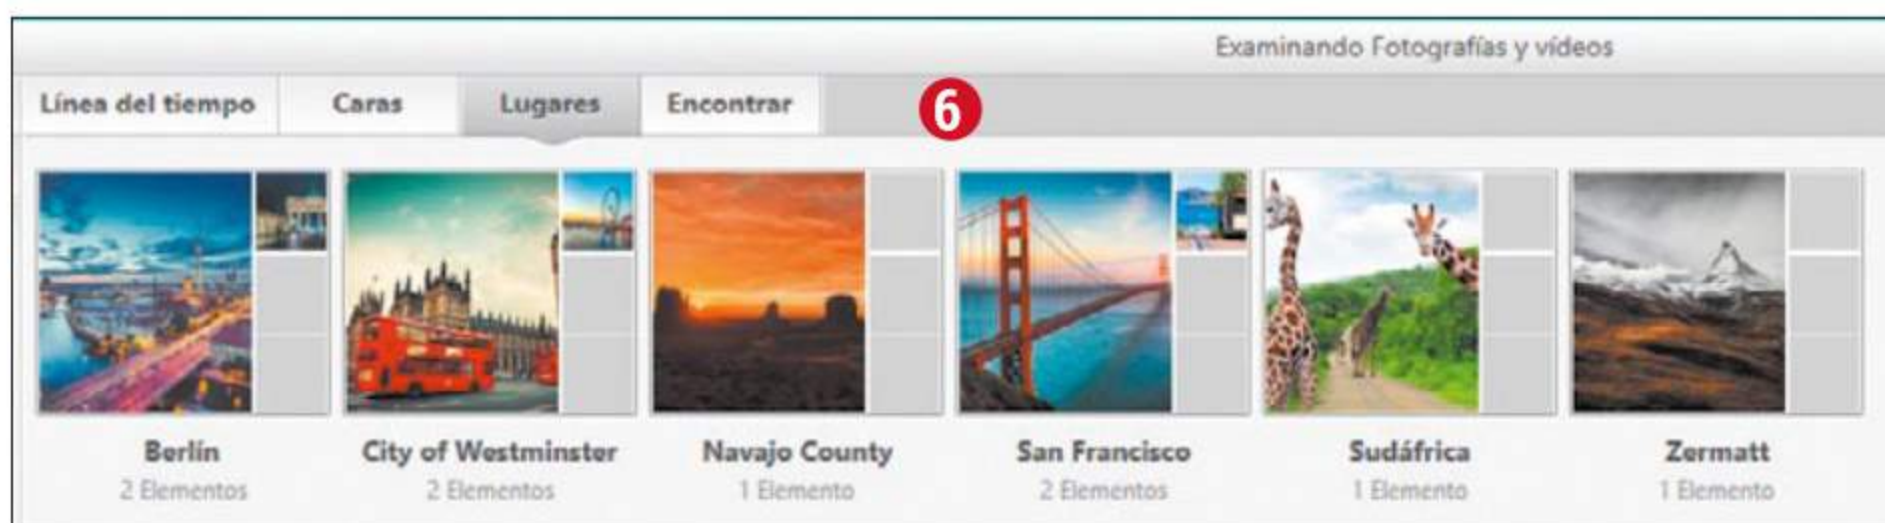 Examinando Fotografías y vídeos
Línea del tiempo Caras Lugares Encontrar 6
Berlín City of Westminster Navajo County San Francisco Sudáfrica Zermatt
2 Elementos 2 Elementos 1 Elemento 2 Elementos 1 Elemento 1 Elemento